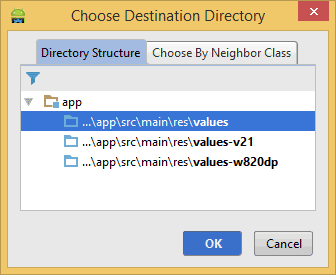 Choose Destination Directory
Directory Structure Choose By Neighbor Class
app
...\app\src\main\res\values
...\app\src\main\res\values-v21
...\app\src\main\res\values-w820dp
OK Cancel